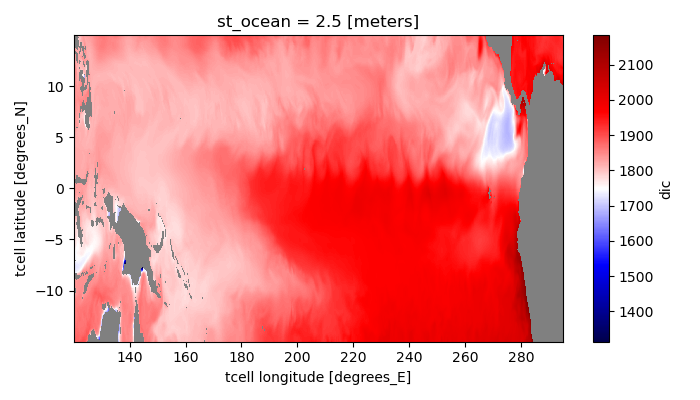 st_ocean = 2.5 [meters]
tcell latitude [degrees_N]
10
5
0
−5
−10
140 160 180 200 220 240 260 280
tcell longitude [degrees_E]
2100
2000
1900
1800
1700
1600
1500
1400
dic